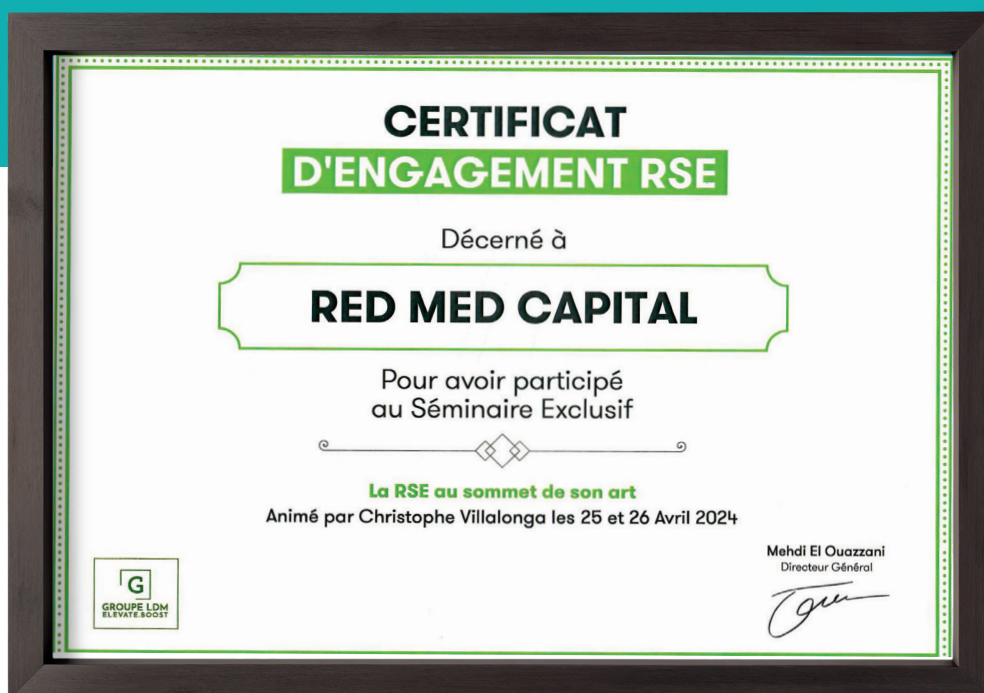 CERTIFICAT
D'ENGAGEMENT RSE
Décerné à
RED MED CAPITAL
Pour avoir participé
au Séminaire Exclusif
La RSE au sommet de son art
Animé par Christophe Villalonga les 25 et 26 Avril 2024
Mehdi El Ouazzani
Directeur Général
G
GROUPE LDM
ELEVATE.BOOST